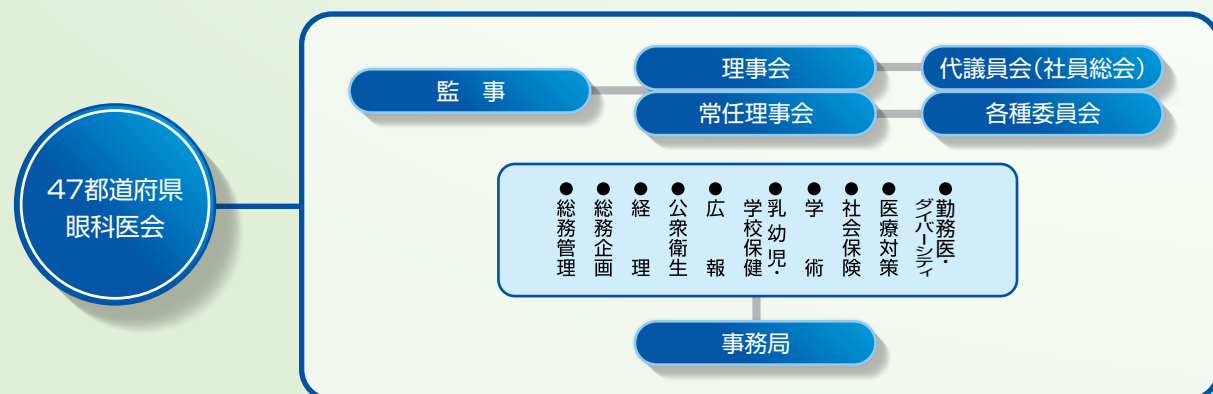 47都道府県
眼科医会
監　事
理事会
代議員会(社員総会)
常任理事会
各種委員会
●総務管理
●総務企画
●経　理
●公衆衛生
●広　報
●乳幼児・
学校保健
●学　術
●社会保険
●医療対策
●勤務医・
ダイバーシティ
事務局